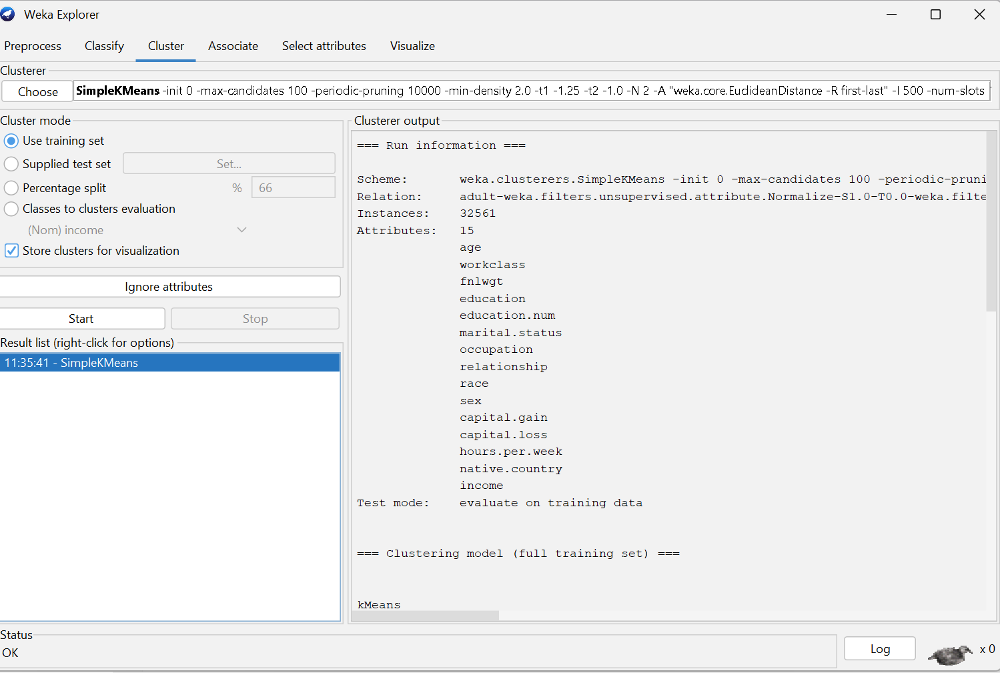 Weka Explorer
Preprocess Classify Cluster Associate Select attributes Visualize
Clusterer
Choose SimpleKMeans -init 0 -max-candidates 100 -periodic-pruning 10000 -min-density 2.0 -t1 -1.25 -t2 -1.0 -N 2 -A "weka.core.EuclideanDistance -R first-last" -I 500 -num-slots
Cluster mode
Use training set
Supplied test set Set...
Percentage split % 66
Classes to clusters evaluation
(Nom) income
Store clusters for visualization
Ignore attributes
Start Stop
Result list (right-click for options)
11:35:41 - SimpleKMeans
Clusterer output
=== Run information ===
Scheme: weka.clusterers.SimpleKMeans -init 0 -max-candidates 100 -periodic-pruni
Relation: adult-weka.filters.unsupervised.attribute.Normalize-S1.0-T0.0-weka.filte
Instances: 32561
Attributes: 15
age
workclass
fnlwgt
education
education.num
marital.status
occupation
relationship
race
sex
capital.gain
capital.loss
hours.per.week
native.country
income
Test mode: evaluate on training data
=== Clustering model (full training set) ===
kMeans
Status
OK
Log x 0